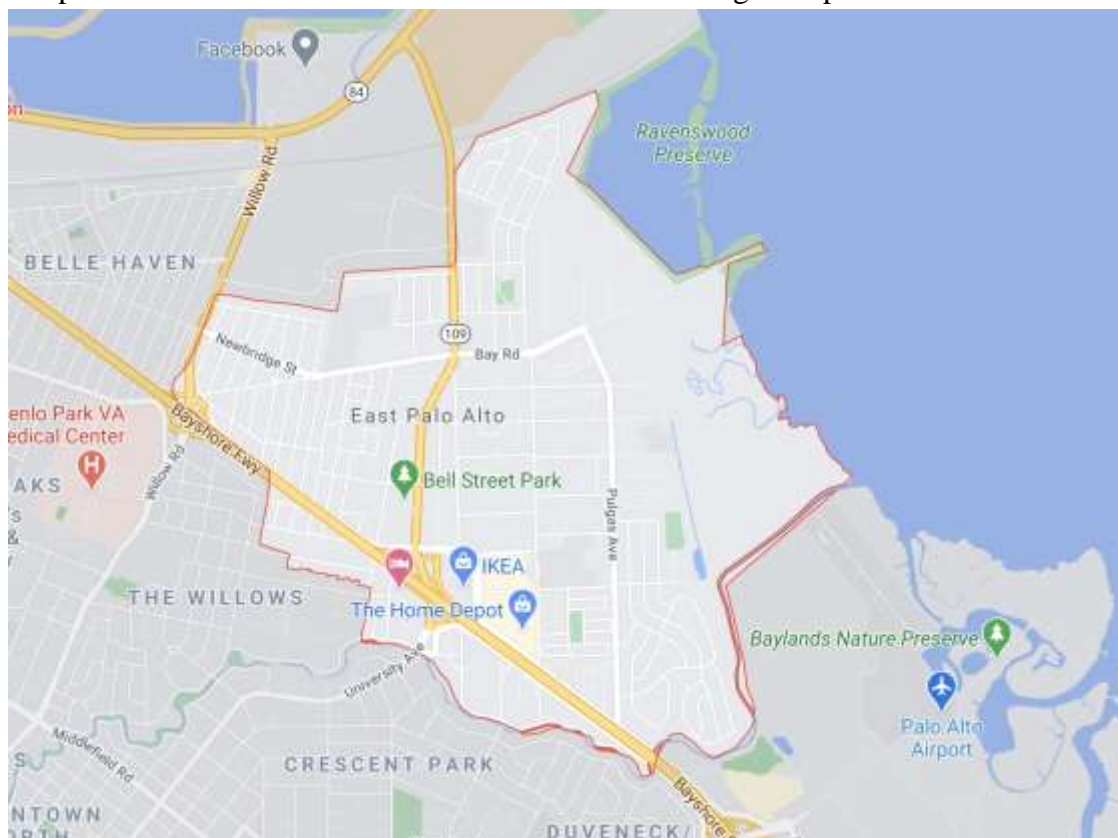 Facebook
84
on
Ravenswood
Preserve
Willow Rd
BELLE HAVEN
109
Newbridge St
Bay Rd
East Palo Alto
enlo Park VA
edical Center
Bayshore Fwy
Willow Rd
AKS
's
&
Bell Street Park
Pulgas Ave
IKEA
THE WILLOWS
The Home Depot
Baylands Nature Preserve
University Ave
Palo Alto
Airport
Middlefield Rd
CRESCENT PARK
S
Bayshore
NTOWN
ORTH
DUVENECK/